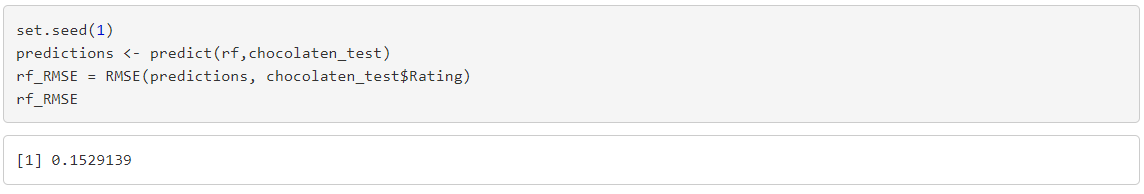 set.seed(1)
predictions <- predict(rf,chocolaten_test)
rf_RMSE = RMSE(predictions, chocolaten_test$Rating)
rf_RMSE
[1] 0.1529139